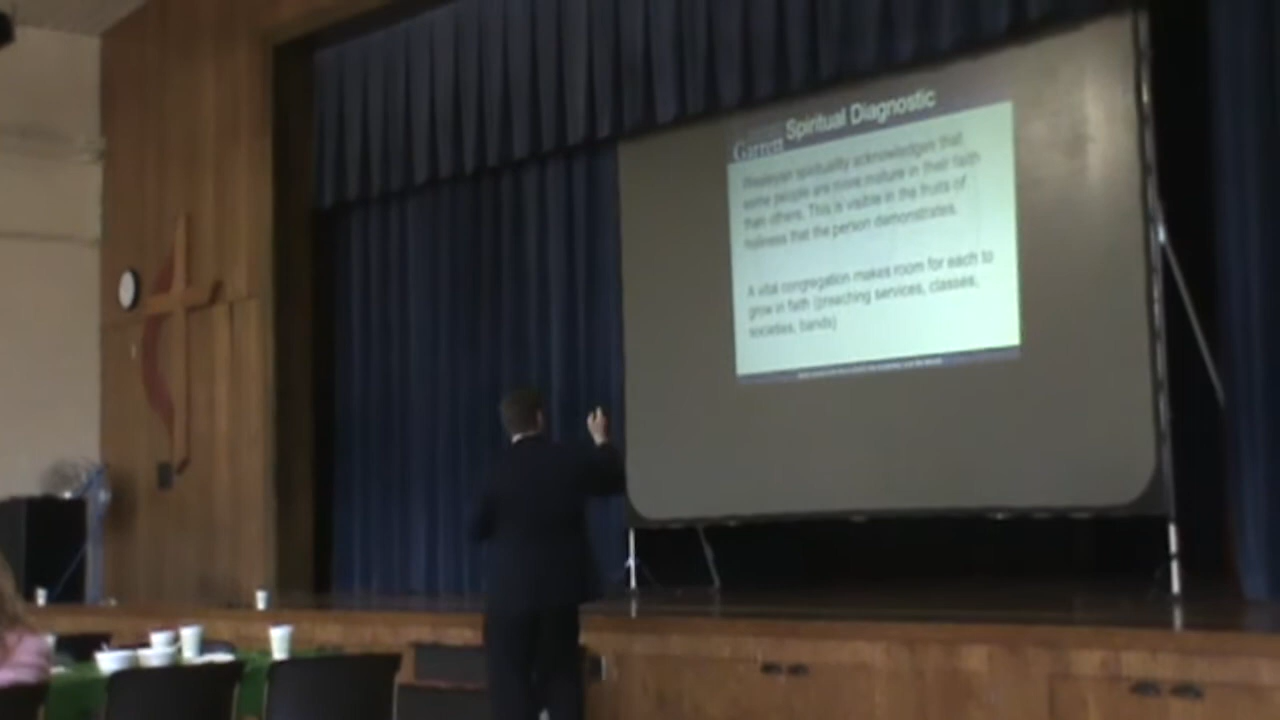 Spiritual Diagnostic
Garrett
Wesleyan spirituality acknowledges that
some people are more mature in their faith
than others. This is visible in the fruits of
holiness that the person demonstrates.
A vital congregation makes room for each to
grow in faith (preaching services, classes,
societies, bands)